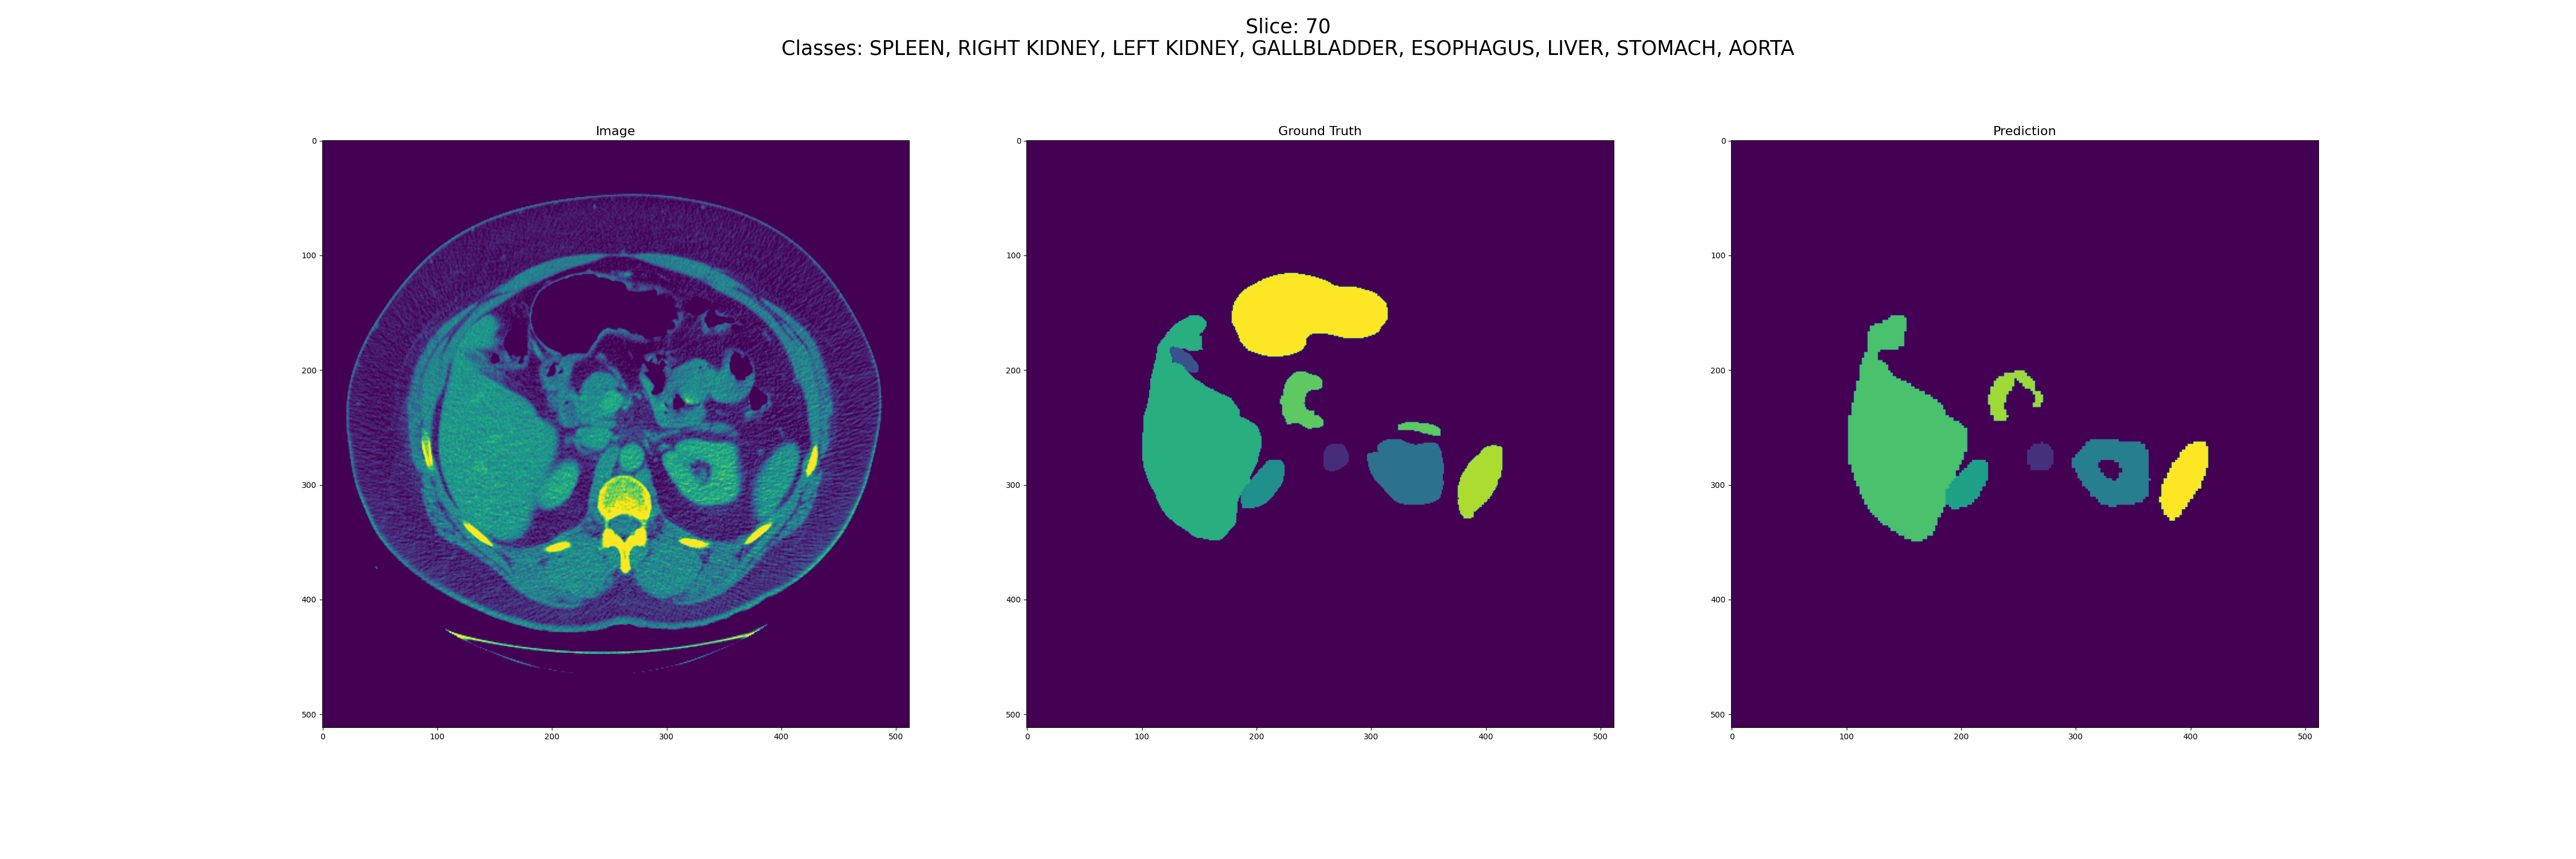 Slice: 70
Classes: SPLEEN, RIGHT KIDNEY, LEFT KIDNEY, GALLBLADDER, ESOPHAGUS, LIVER, STOMACH, AORTA
Image
0
100
200
300
400
500
0 100 200 300 400 500
Ground Truth
0
100
200
300
400
500
0 100 200 300 400 500
Prediction
0
100
200
300
400
500
0 100 200 300 400 500